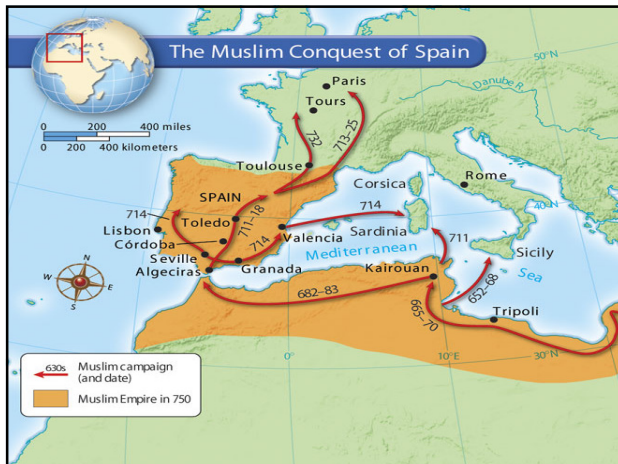 The Muslim Conquest of Spain
50°N
Paris
Danube R.
Tours
0 200 400 miles
0 200 400 kilometers
732
713–25
Toulouse
Corsica
Rome
SPAIN
714
40°N
714
Toledo
711–18
Lisbon
Valencia
Sardinia
Córdoba
714
Mediterranean
711
Seville
Granada
Sicily
Algeciras
Kairouan
Sea
N
W E
S
682–83
652–68
665–70
Tripoli
630s Muslim campaign
(and date)
0°
10°E
30°N
Muslim Empire in 750